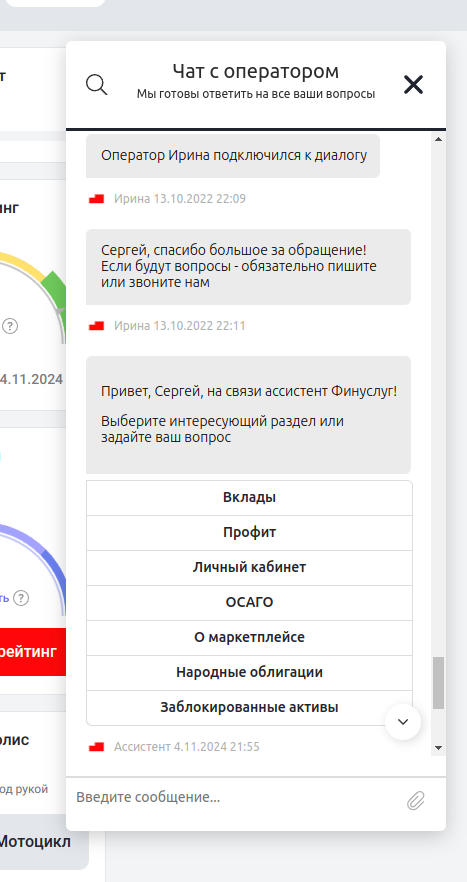 т
Чат с оператором
Мы готовы ответить на все ваши вопросы
Оператор Ирина подключился к диалогу
Ирина 13.10.2022 22:09
нг
Сергей, спасибо большое за обращение!
Если будут вопросы - обязательно пишите
или звоните нам
?
Ирина 13.10.2022 22:11
4.11.2024
Привет, Сергей, на связи ассистент Финуслуг!
Выберите интересующий раздел или
задайте ваш вопрос
Вклады
Профит
Личный кабинет
ть ?
ОСАГО
О маркетплейсе
рейтинг
Народные облигации
Заблокированные активы
лис
Ассистент 4.11.2024 21:55
од рукой
Введите сообщение...
Мотоцикл